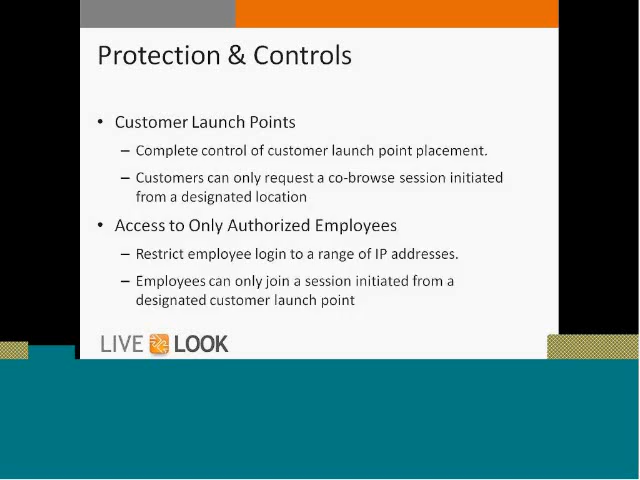 Protection & Controls
• Customer Launch Points
– Complete control of customer launch point placement.
– Customers can only request a co-browse session initiated
from a designated location
• Access to Only Authorized Employees
– Restrict employee login to a range of IP addresses.
– Employees can only join a session initiated from a
designated customer launch point
LIVE LOOK